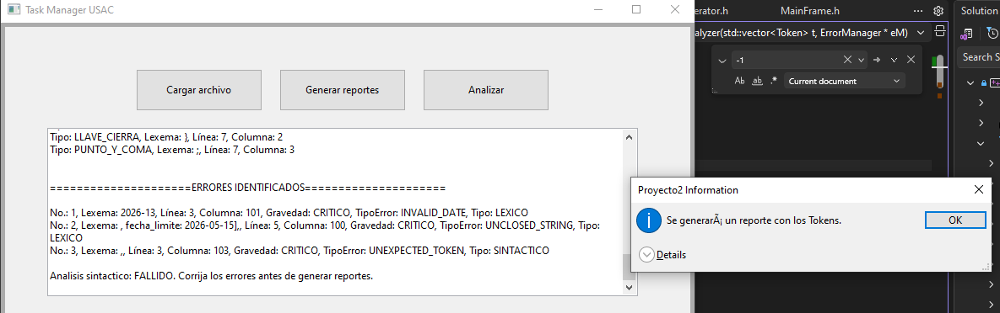 Task Manager USAC
erator.h
MainFrame.h
Solution
alyzer(std::vector<Token> t, ErrorManager * eM)
-1
Current document
Search S
Cargar archivo
Generar reportes
Analizar
Tipo: LLAVE_CIERRA, Lexema: }, Línea: 7, Columna: 2
Tipo: PUNTO_Y_COMA, Lexema: ;, Línea: 7, Columna: 3
=====================ERRORES IDENTIFICADOS=====================
No.: 1, Lexema: 2026-13, Línea: 3, Columna: 101, Gravedad: CRITICO, TipoError: INVALID_DATE, Tipo: LEXICO
No.: 2, Lexema: , fecha_limite: 2026-05-15],, Línea: 5, Columna: 100, Gravedad: CRITICO, TipoError: UNCLOSED_STRING, Tipo:
LEXICO
No.: 3, Lexema: ,, Línea: 3, Columna: 103, Gravedad: CRITICO, TipoError: UNEXPECTED_TOKEN, Tipo: SINTACTICO
Analisis sintactico: FALLIDO. Corrija los errores antes de generar reportes.
Proyecto2 Information
Se generarÃ¡ un reporte con los Tokens.
OK
Details